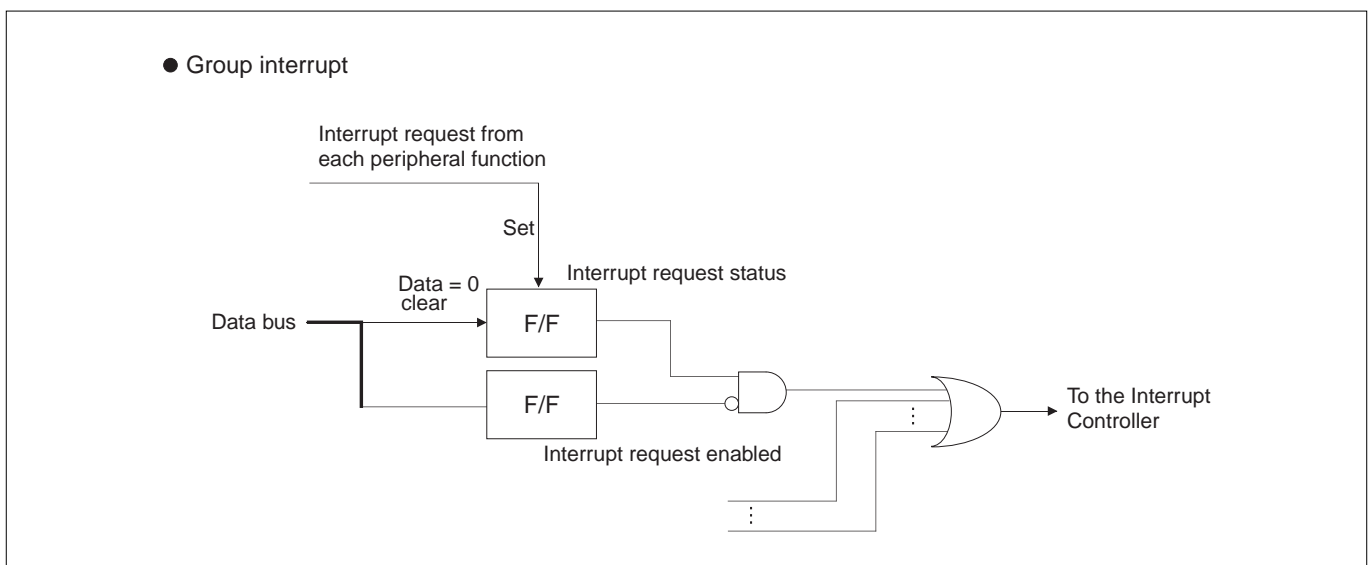 ● Group interrupt
Interrupt request from
each peripheral function
Set
Interrupt request status
Data = 0
clear
Data bus
F/F
F/F
Interrupt request enabled
To the Interrupt
Controller